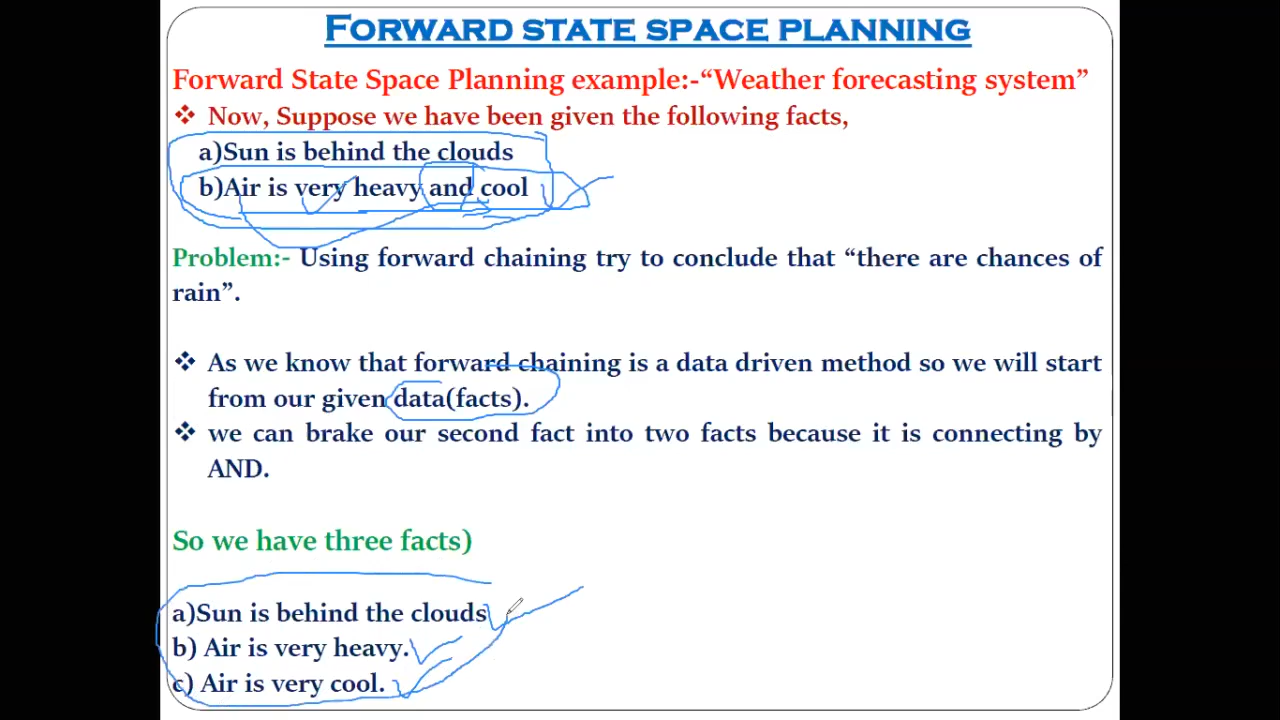 FORWARD STATE SPACE PLANNING
Forward State Space Planning example:-“Weather forecasting system”
❖ Now, Suppose we have been given the following facts,
a)Sun is behind the clouds
b)Air is very heavy and cool
Problem:- Using forward chaining try to conclude that “there are chances of
rain”.
❖ As we know that forward chaining is a data driven method so we will start
from our given data(facts).
❖ we can brake our second fact into two facts because it is connecting by
AND.
So we have three facts)
a)Sun is behind the clouds
b) Air is very heavy.
c) Air is very cool.